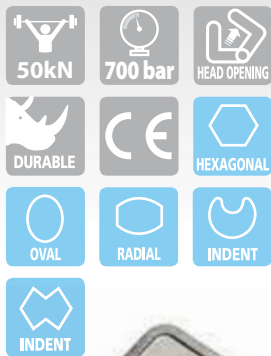 50kN
700 bar
HEAD OPENING
DURABLE
CE
HEXAGONAL
OVAL
RADIAL
INDENT
INDENT